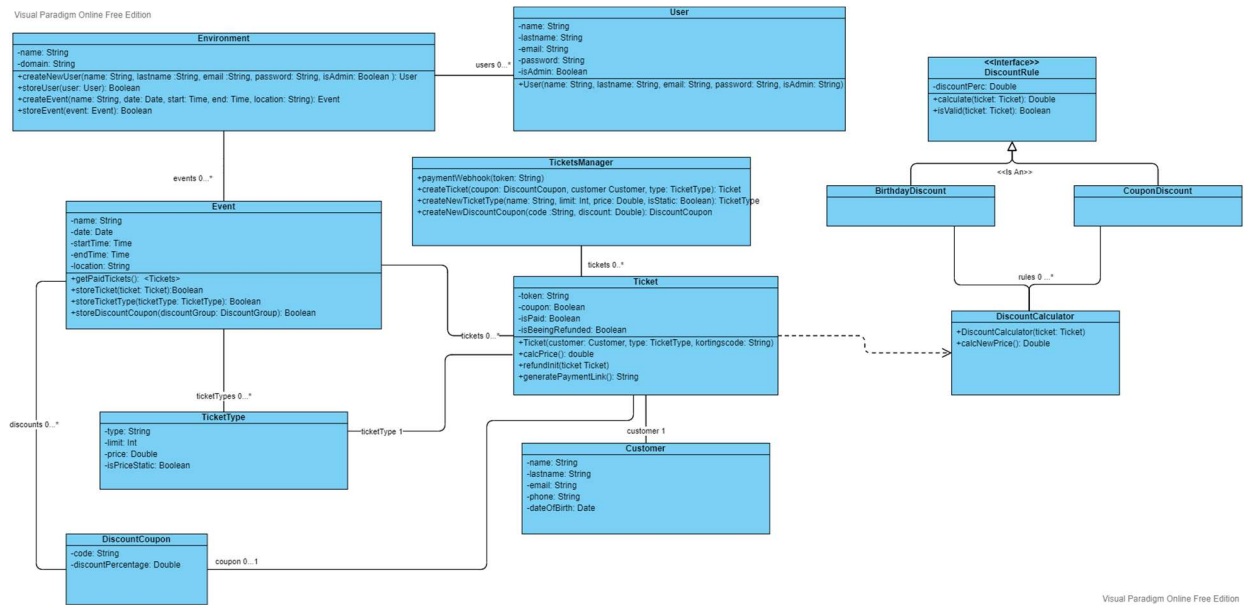 Visual Paradigm Online Free Edition
Environment
-name: String
-domain: String
+createNewUser(name: String, lastname :String, email :String, password: String, isAdmin: Boolean ): User
+storeUser(user: User): Boolean
+createEvent(name: String, date: Date, start: Time, end: Time, location: String): Event
+storeEvent(event: Event): Boolean
users 0...*
User
-name: String
-lastname: String
-email: String
-password: String
-isAdmin: Boolean
+User(name: String, lastname: String, email: String, password: String, isAdmin: String)
<<Interface>>
DiscountRule
-discountPerc: Double
+calculate(ticket: Ticket): Double
+isValid(ticket: Ticket): Boolean
<<Is An>>
BirthdayDiscount
CouponDiscount
events 0...*
TicketsManager
+paymentWebhook(token: String)
+createTicket(coupon: DiscountCoupon, customer Customer, type: TicketType): Ticket
+createNewTicketType(name: String, limit: Int, price: Double, isStatic: Boolean): TicketType
+createNewDiscountCoupon(code :String, discount: Double): DiscountCoupon
Event
-name: String
-date: Date
-startTime: Time
-endTime: Time
-location: String
+getPaidTickets(): <Tickets>
+storeTicket(ticket: Ticket):Boolean
+storeTicketType(ticketType: TicketType): Boolean
+storeDiscountCoupon(discountGroup: DiscountGroup): Boolean
tickets 0..*
tickets 0...*
Ticket
-token: String
-coupon: Boolean
-isPaid: Boolean
-isBeeingRefunded: Boolean
+Ticket(customer: Customer, type: TicketType, kortingscode: String)
+calcPrice(): double
+refundInit(ticket Ticket)
+generatePaymentLink(): String
rules 0 ...*
DiscountCalculator
+DiscountCalculator(ticket: Ticket)
+calcNewPrice(): Double
ticketTypes 0...*
TicketType
-type: String
-limit: Int
-price: Double
-isPriceStatic: Boolean
ticketType 1
discounts 0...*
customer 1
Customer
-name: String
-lastname: String
-email: String
-phone: String
-dateOfBirth: Date
DiscountCoupon
-code: String
-discountPercentage: Double
coupon 0...1
Visual Paradigm Online Free Edition